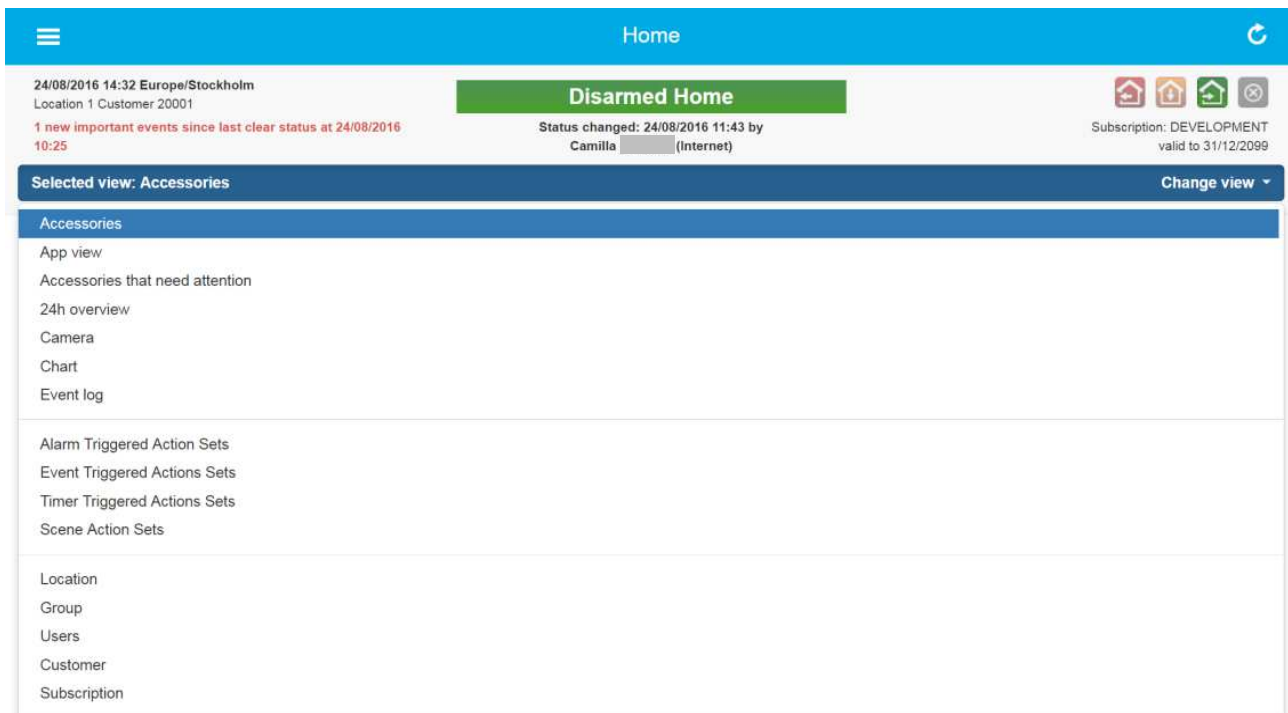 Home
24/08/2016 14:32 Europe/Stockholm
Location 1 Customer 20001
1 new important events since last clear status at 24/08/2016
10:25
Disarmed Home
Status changed: 24/08/2016 11:43 by
Camilla (Internet)
Subscription: DEVELOPMENT
valid to 31/12/2099
Selected view: Accessories
Change view
Accessories
App view
Accessories that need attention
24h overview
Camera
Chart
Event log
Alarm Triggered Action Sets
Event Triggered Actions Sets
Timer Triggered Actions Sets
Scene Action Sets
Location
Group
Users
Customer
Subscription